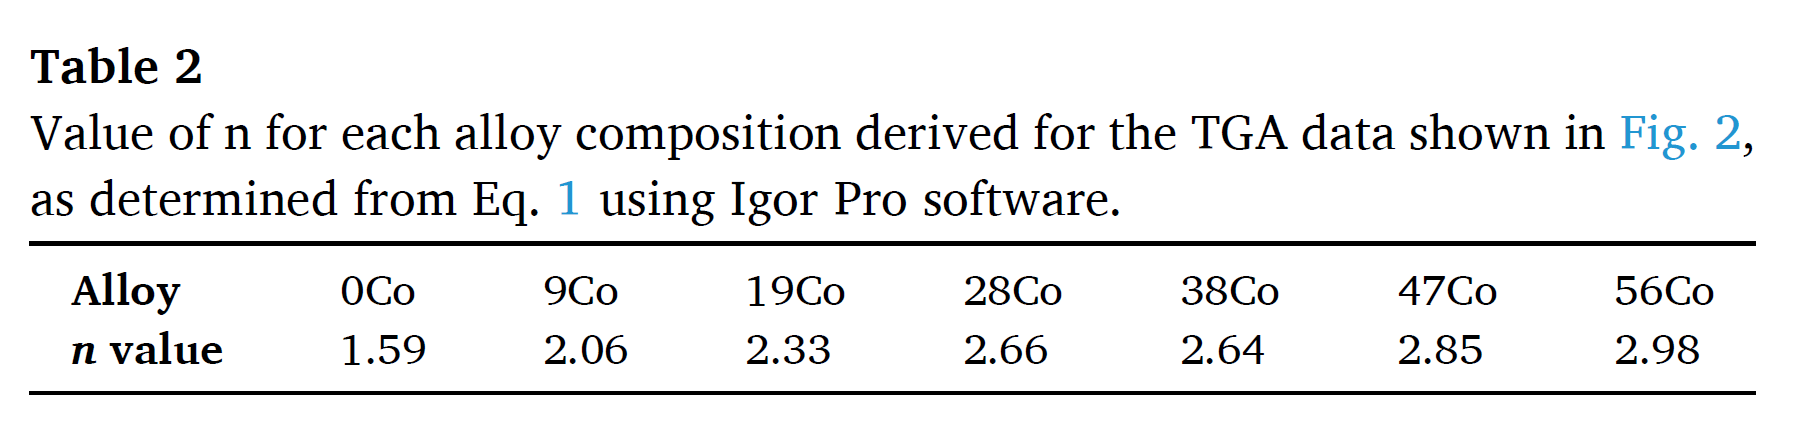 Table 2
Value of n for each alloy composition derived for the TGA data shown in Fig. 2,
as determined from Eq. 1 using Igor Pro software.
Alloy 0Co 9Co 19Co 28Co 38Co 47Co 56Co
n value 1.59 2.06 2.33 2.66 2.64 2.85 2.98